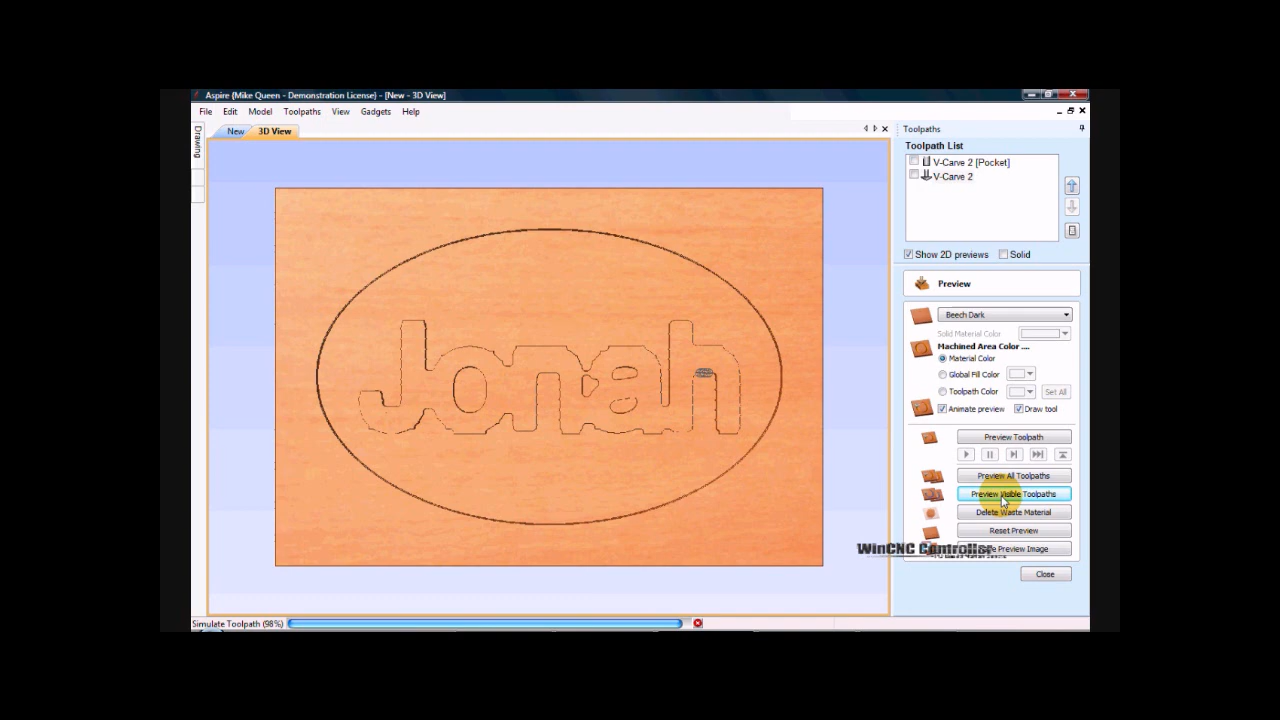 Aspire (Mike Queen - Demonstration License) - [New - 3D View]
File Edit Model Toolpaths View Gadgets Help
Drawing
New 3D View
Toolpaths
Toolpath List
V-Carve 2 [Pocket]
V-Carve 2
Show 2D previews Solid
Preview
Beech Dark
Solid Material Color
Machined Area Color ....
Material Color
Global Fill Color
Toolpath Color Set All
Animate preview Draw tool
Preview Toolpath
Preview All Toolpaths
Preview Visible Toolpaths
Delete Waste Material
Reset Preview
Preview Image
WinCNC Controller
Close
Jonah
Simulate Toolpath (98%)